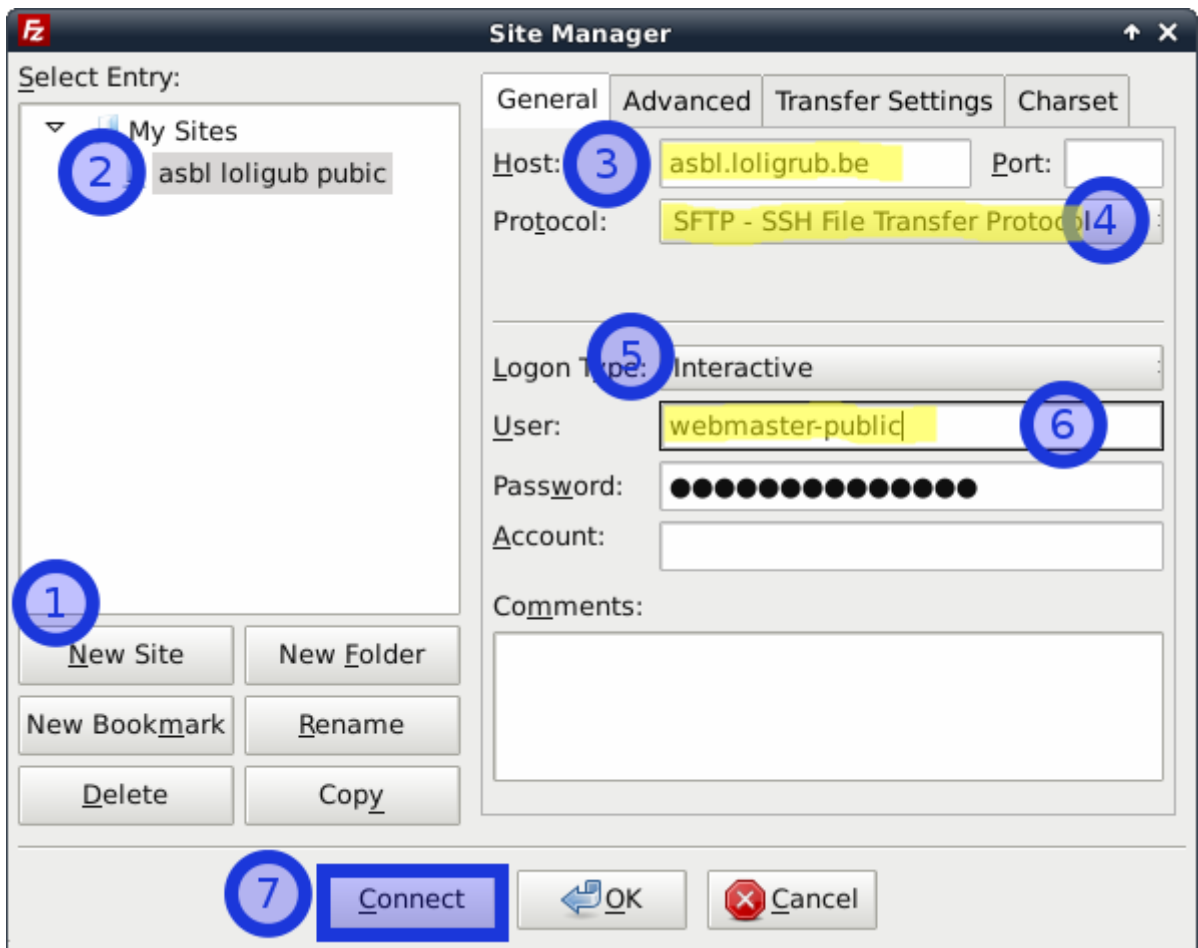 Fz Site Manager
Select Entry:
My Sites
2 asbl loligub pubic
1
New Site New Folder
New Bookmark Rename
Delete Copy
General Advanced Transfer Settings Charset
Host: 3 asbl.loligrub.be Port:
Protocol: SFTP - SSH File Transfer Protocol 4
Logon Type: 5 Interactive
User: webmaster-public 6
Password: ●●●●●●●●●●●●●●
Account:
Comments:
7 Connect OK Cancel